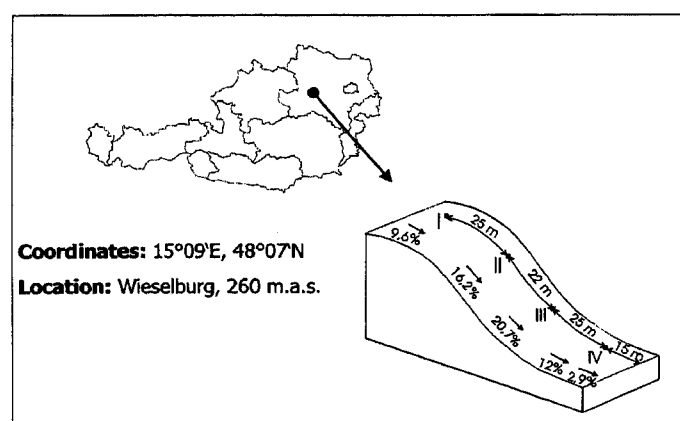 Coordinates: 15°09'E, 48°07'N
Location: Wieselburg, 260 m.a.s.
I
25 m
9,6%
II
22 m
16,2%
III
25 m
20,7%
IV
15 m
12%
2,9%